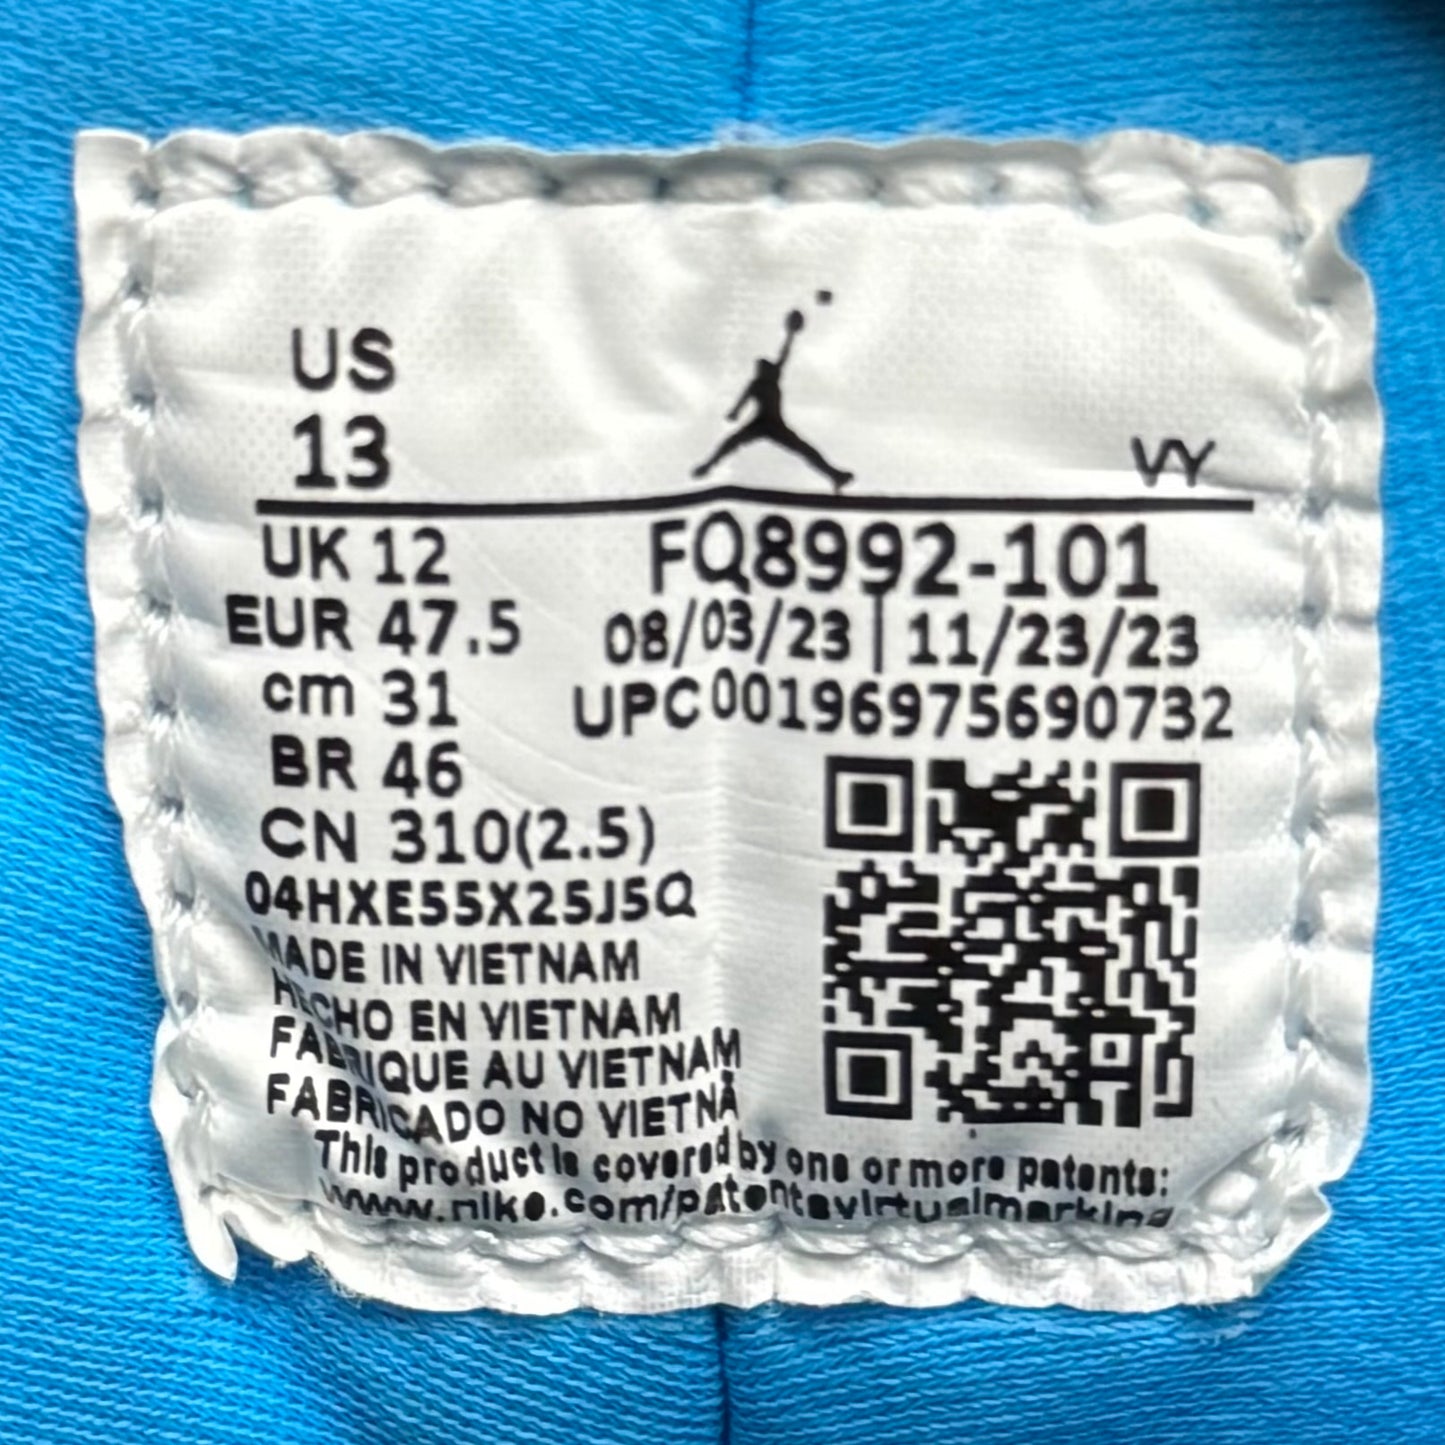 US
13
VY
UK 12
FQ8992-101
EUR 47.5
08/03/23 | 11/23/23
cm 31
UPC001969756907 32
BR 46
CN 310(2.5)
04HXE55X25J5Q
MADE IN VIETNAM
HECHO EN VIETNAM
FABRIQUE AU VIETNAM
FABRICADO NO VIETNÃ
This product is covered by one or more patents:
www.nike.com/patentsvirtualmarking